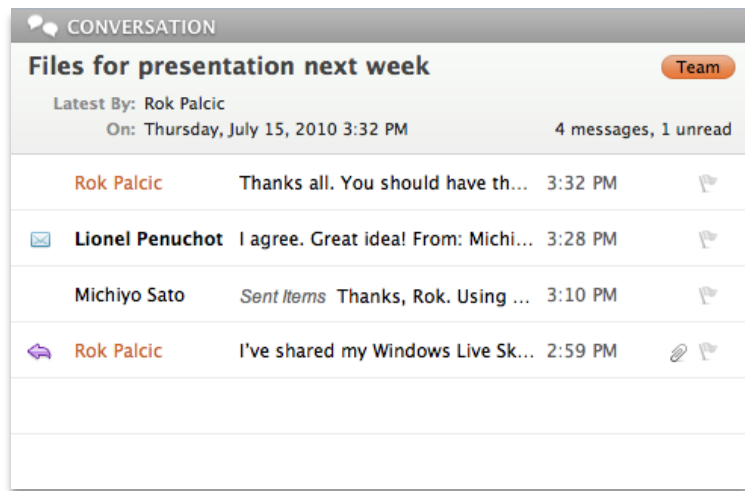 CONVERSATION
Files for presentation next week
Team
Latest By: Rok Palcic
On: Thursday, July 15, 2010 3:32 PM 4 messages, 1 unread
Rok Palcic Thanks all. You should have th... 3:32 PM
Lionel Penuchot I agree. Great idea! From: Michi... 3:28 PM
Michiyo Sato Sent Items Thanks, Rok. Using ... 3:10 PM
Rok Palcic I've shared my Windows Live Sk... 2:59 PM